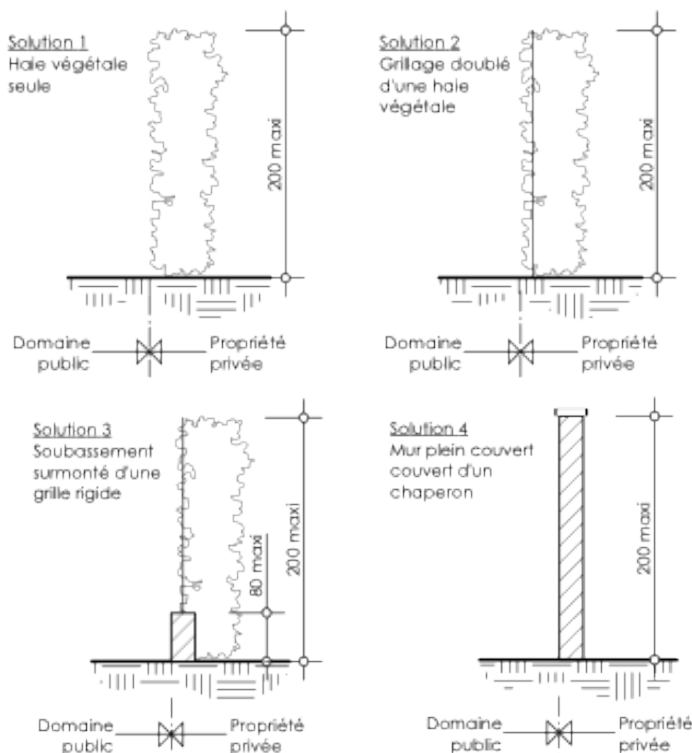 Solution 1
Haie végétale
seule
200 maxi
Domaine
public
Propriété
privée
Solution 2
Grillage doublé
d'une haie
végétale
200 maxi
Domaine
public
Propriété
privée
Solution 3
Soubassement
surmonté d'une
grille rigide
80 maxi
200 maxi
Domaine
public
Propriété
privée
Solution 4
Mur plein couvert
couvert d'un
chaperon
200 maxi
Domaine
public
Propriété
privée